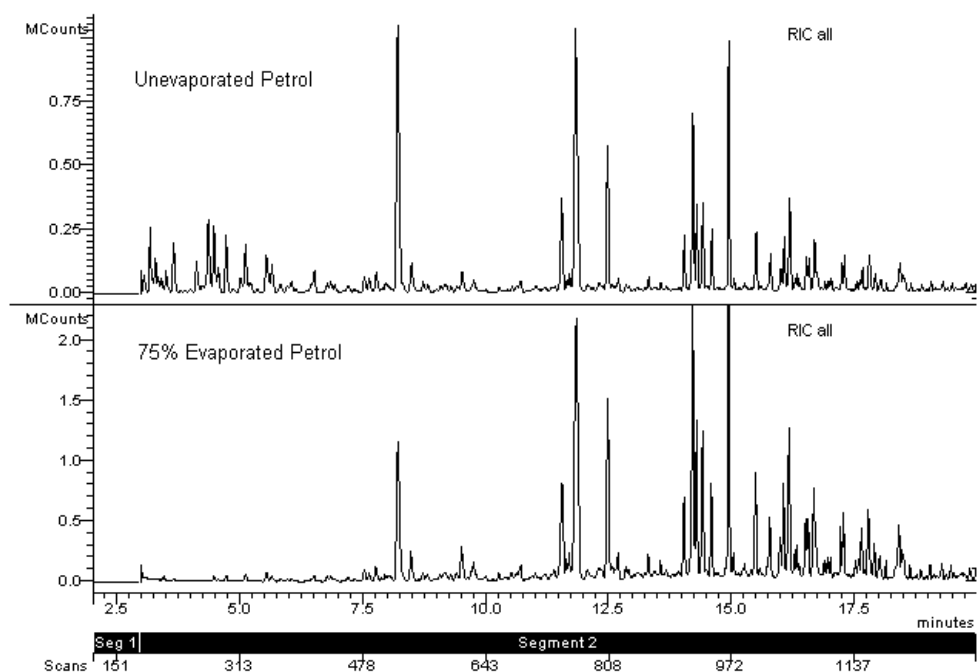 MCounts
RIC all
Unevaporated Petrol
0.75
0.50
0.25
0.00
MCounts
RIC all
75% Evaporated Petrol
2.0
1.5
1.0
0.5
0.0
2.5 5.0 7.5 10.0 12.5 15.0 17.5
minutes
Seg 1 Segment 2
Scans 151 313 478 643 808 972 1137